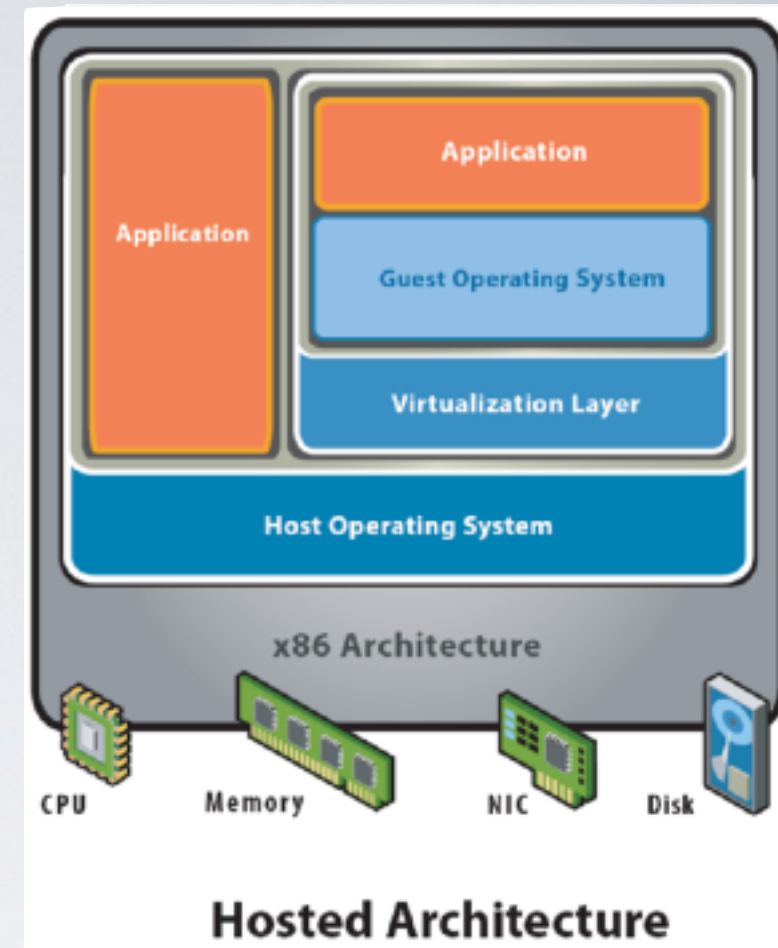 Application
Application
Guest Operating System
Virtualization Layer
Host Operating System
x86 Architecture
CPU
Memory
NIC
Disk
Hosted Architecture